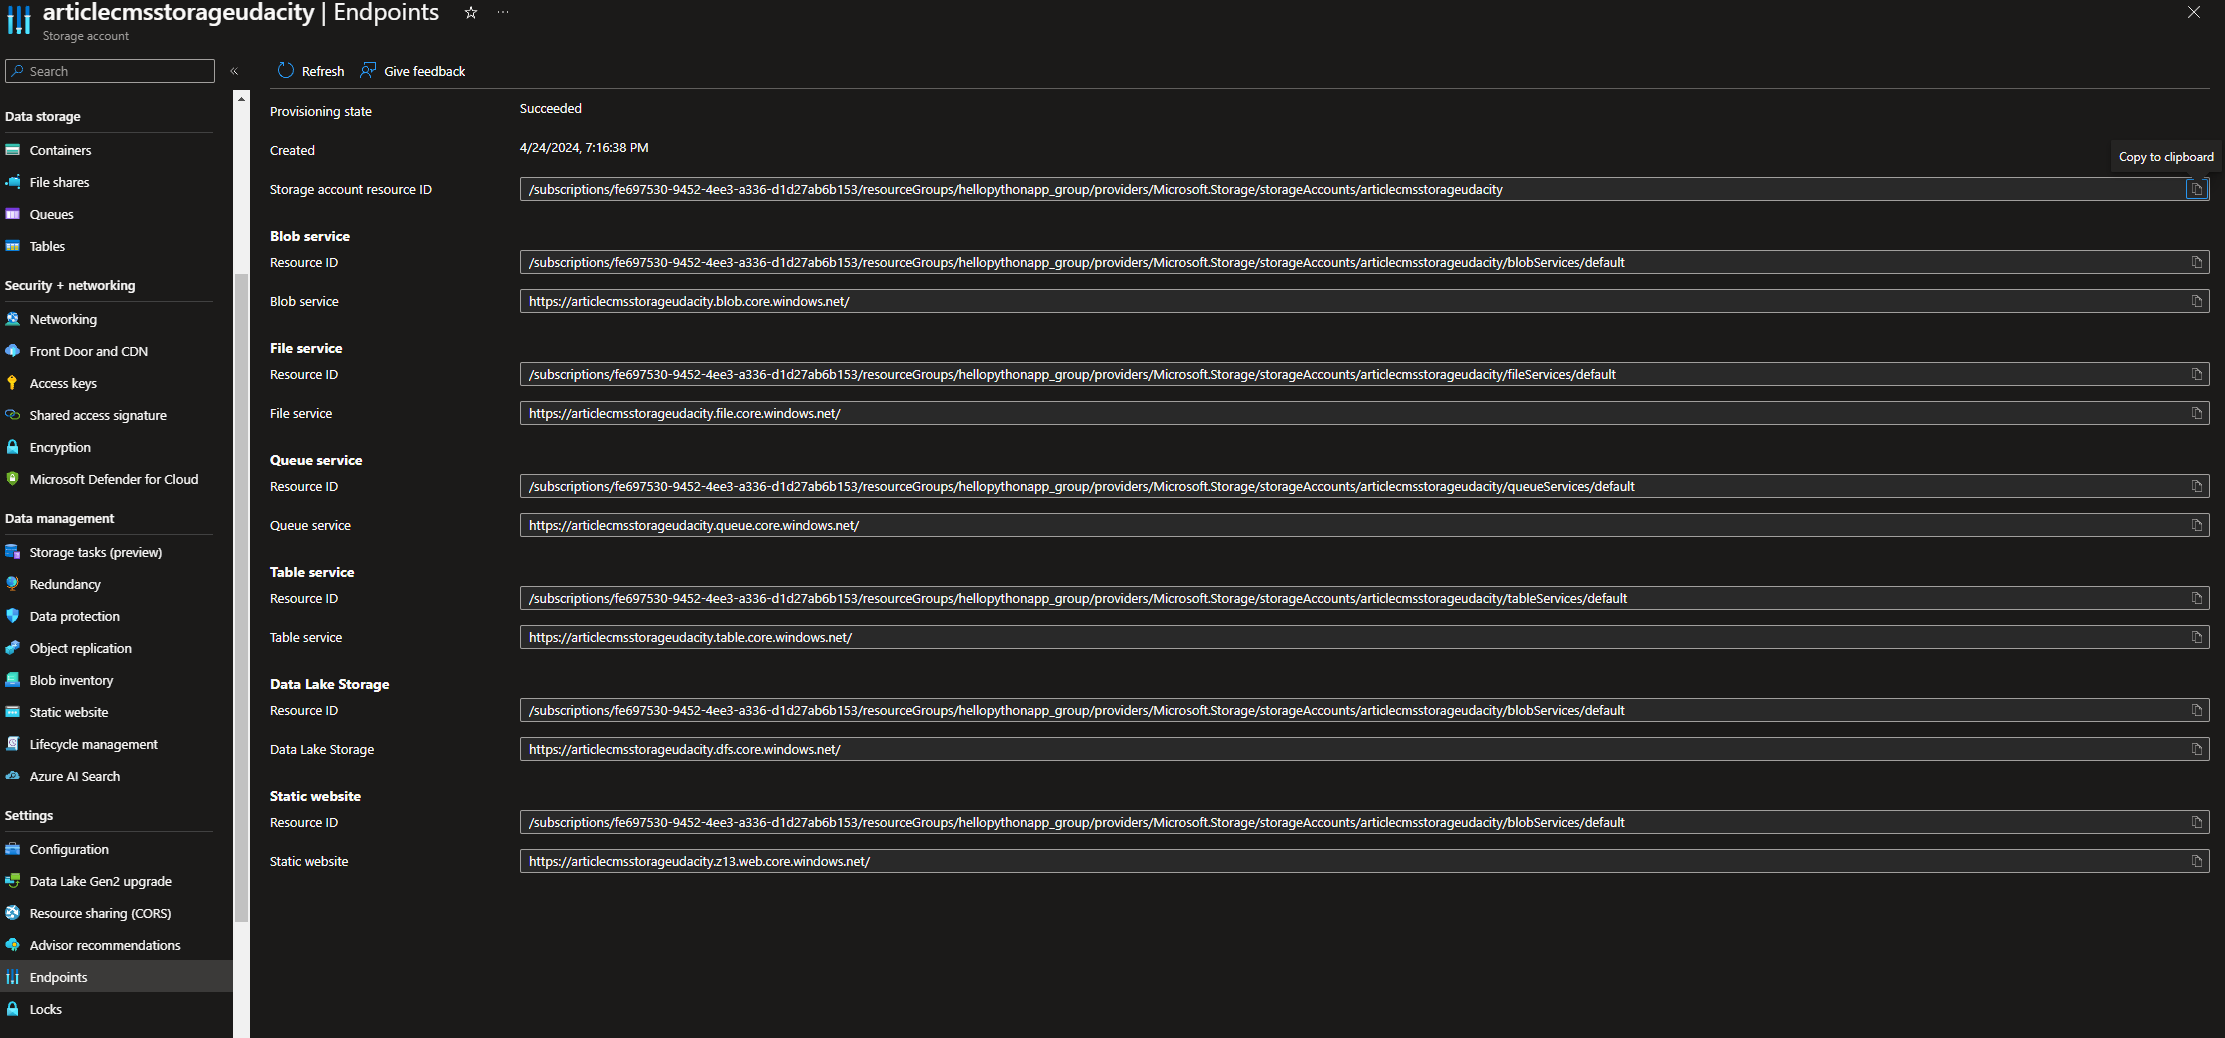 articlecmsstorageudacity | Endpoints
Storage account
Search
Refresh
Give feedback
Data storage
Containers
File shares
Queues
Tables
Security + networking
Networking
Front Door and CDN
Access keys
Shared access signature
Encryption
Microsoft Defender for Cloud
Data management
Storage tasks (preview)
Redundancy
Data protection
Object replication
Blob inventory
Static website
Lifecycle management
Azure AI Search
Settings
Configuration
Data Lake Gen2 upgrade
Resource sharing (CORS)
Advisor recommendations
Endpoints
Locks
Provisioning state
Succeeded
Created
4/24/2024, 7:16:38 PM
Copy to clipboard
Storage account resource ID
/subscriptions/fe697530-9452-4ee3-a336-d1d27ab6b153/resourceGroups/hellopythonapp_group/providers/Microsoft.Storage/storageAccounts/articlecmsstorageudacity
Blob service
Resource ID
/subscriptions/fe697530-9452-4ee3-a336-d1d27ab6b153/resourceGroups/hellopythonapp_group/providers/Microsoft.Storage/storageAccounts/articlecmsstorageudacity/blobServices/default
Blob service
https://articlecmsstorageudacity.blob.core.windows.net/
File service
Resource ID
/subscriptions/fe697530-9452-4ee3-a336-d1d27ab6b153/resourceGroups/hellopythonapp_group/providers/Microsoft.Storage/storageAccounts/articlecmsstorageudacity/fileServices/default
File service
https://articlecmsstorageudacity.file.core.windows.net/
Queue service
Resource ID
/subscriptions/fe697530-9452-4ee3-a336-d1d27ab6b153/resourceGroups/hellopythonapp_group/providers/Microsoft.Storage/storageAccounts/articlecmsstorageudacity/queueServices/default
Queue service
https://articlecmsstorageudacity.queue.core.windows.net/
Table service
Resource ID
/subscriptions/fe697530-9452-4ee3-a336-d1d27ab6b153/resourceGroups/hellopythonapp_group/providers/Microsoft.Storage/storageAccounts/articlecmsstorageudacity/tableServices/default
Table service
https://articlecmsstorageudacity.table.core.windows.net/
Data Lake Storage
Resource ID
/subscriptions/fe697530-9452-4ee3-a336-d1d27ab6b153/resourceGroups/hellopythonapp_group/providers/Microsoft.Storage/storageAccounts/articlecmsstorageudacity/blobServices/default
Data Lake Storage
https://articlecmsstorageudacity.dfs.core.windows.net/
Static website
Resource ID
/subscriptions/fe697530-9452-4ee3-a336-d1d27ab6b153/resourceGroups/hellopythonapp_group/providers/Microsoft.Storage/storageAccounts/articlecmsstorageudacity/blobServices/default
Static website
https://articlecmsstorageudacity.z13.web.core.windows.net/